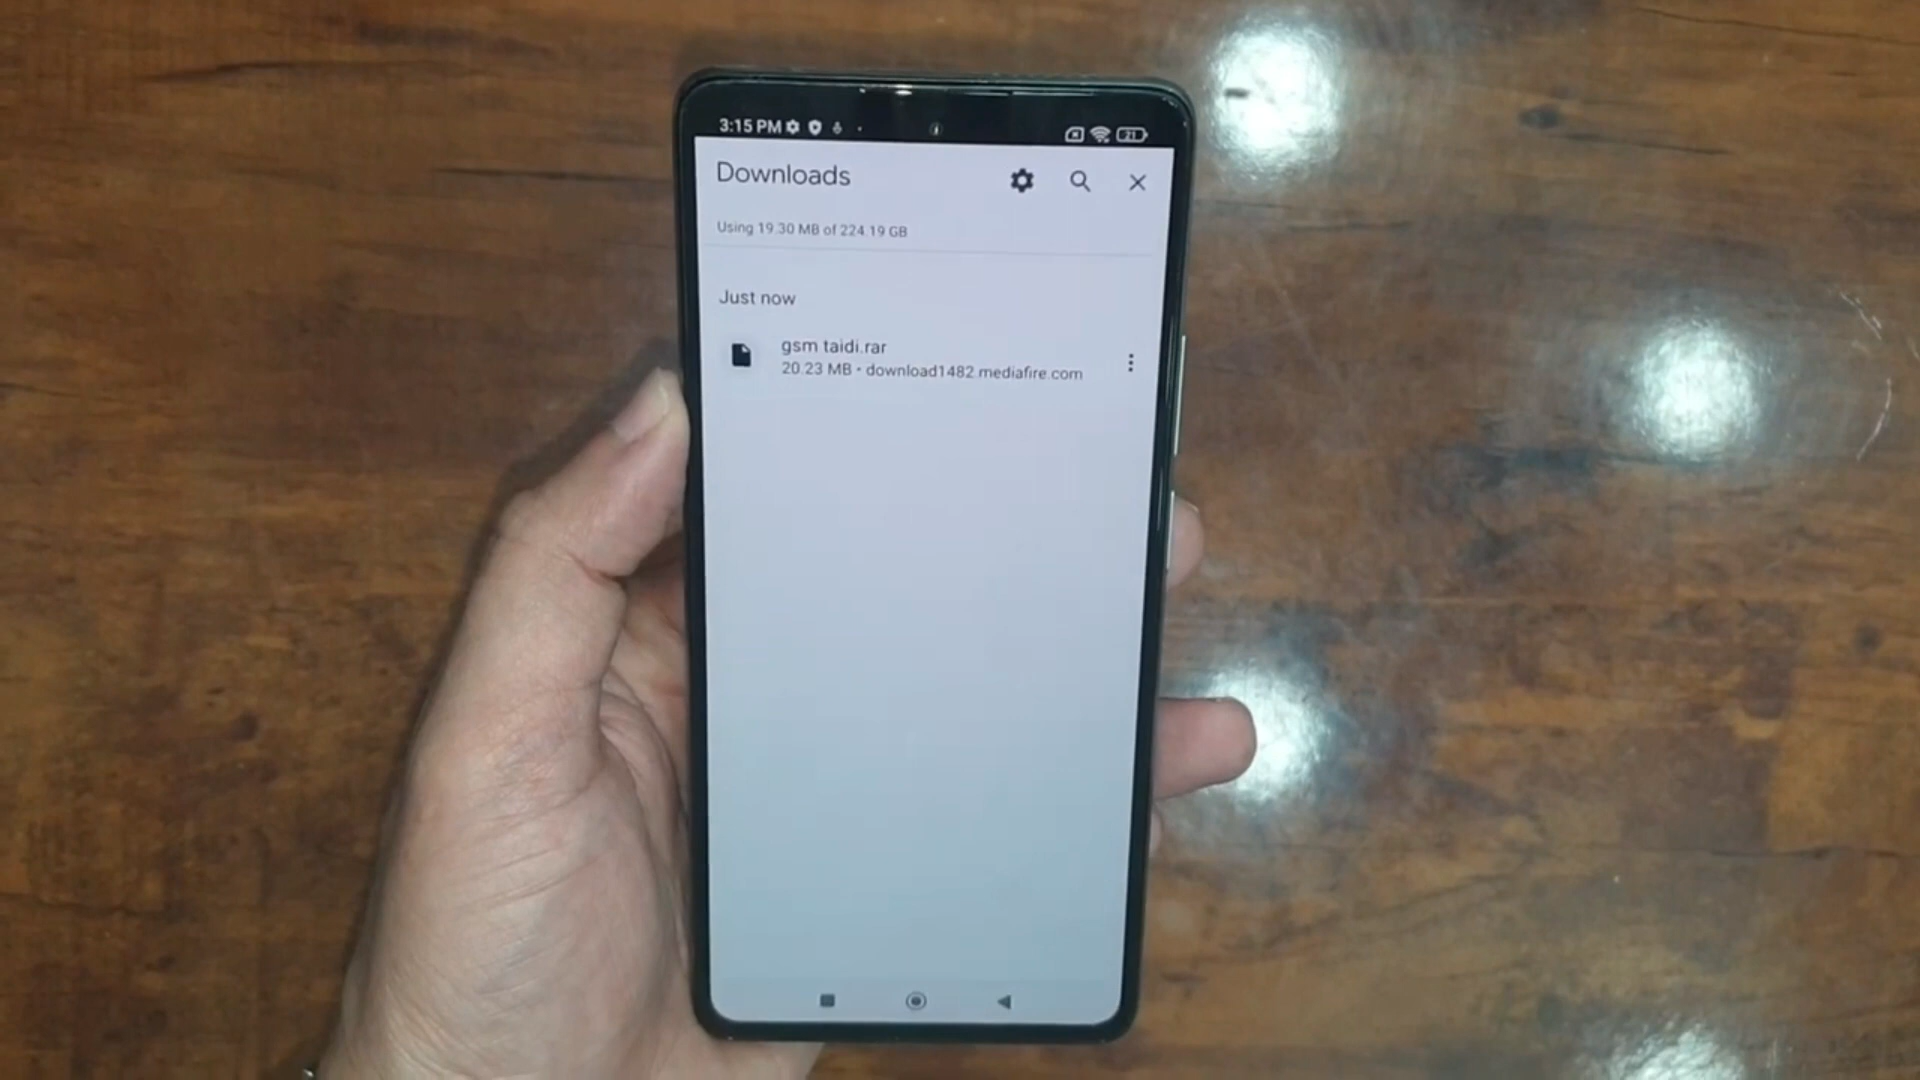 3:15 PM
21
Downloads
Using 19.30 MB of 224.19 GB
Just now
gsm taidi.rar
20.23 MB • download1482.mediafire.com